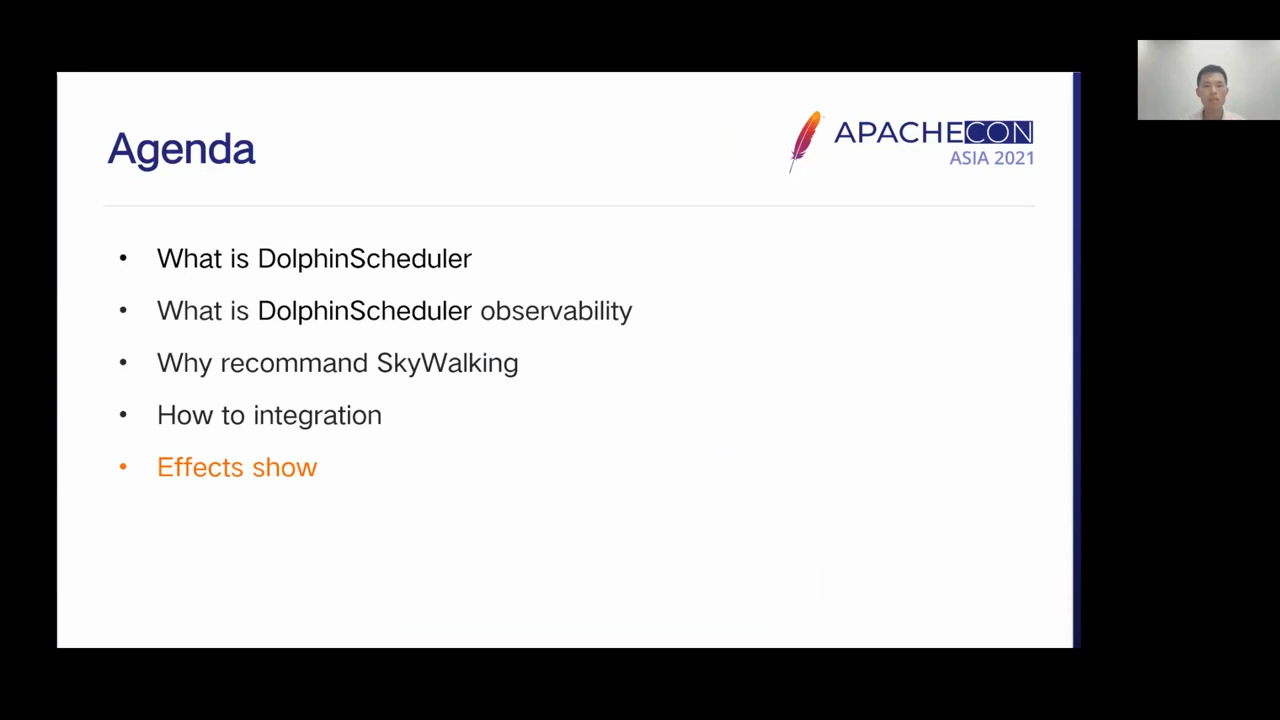 Agenda
APACHECON
ASIA 2021
• What is DolphinScheduler
• What is DolphinScheduler observability
• Why recommand SkyWalking
• How to integration
• Effects show